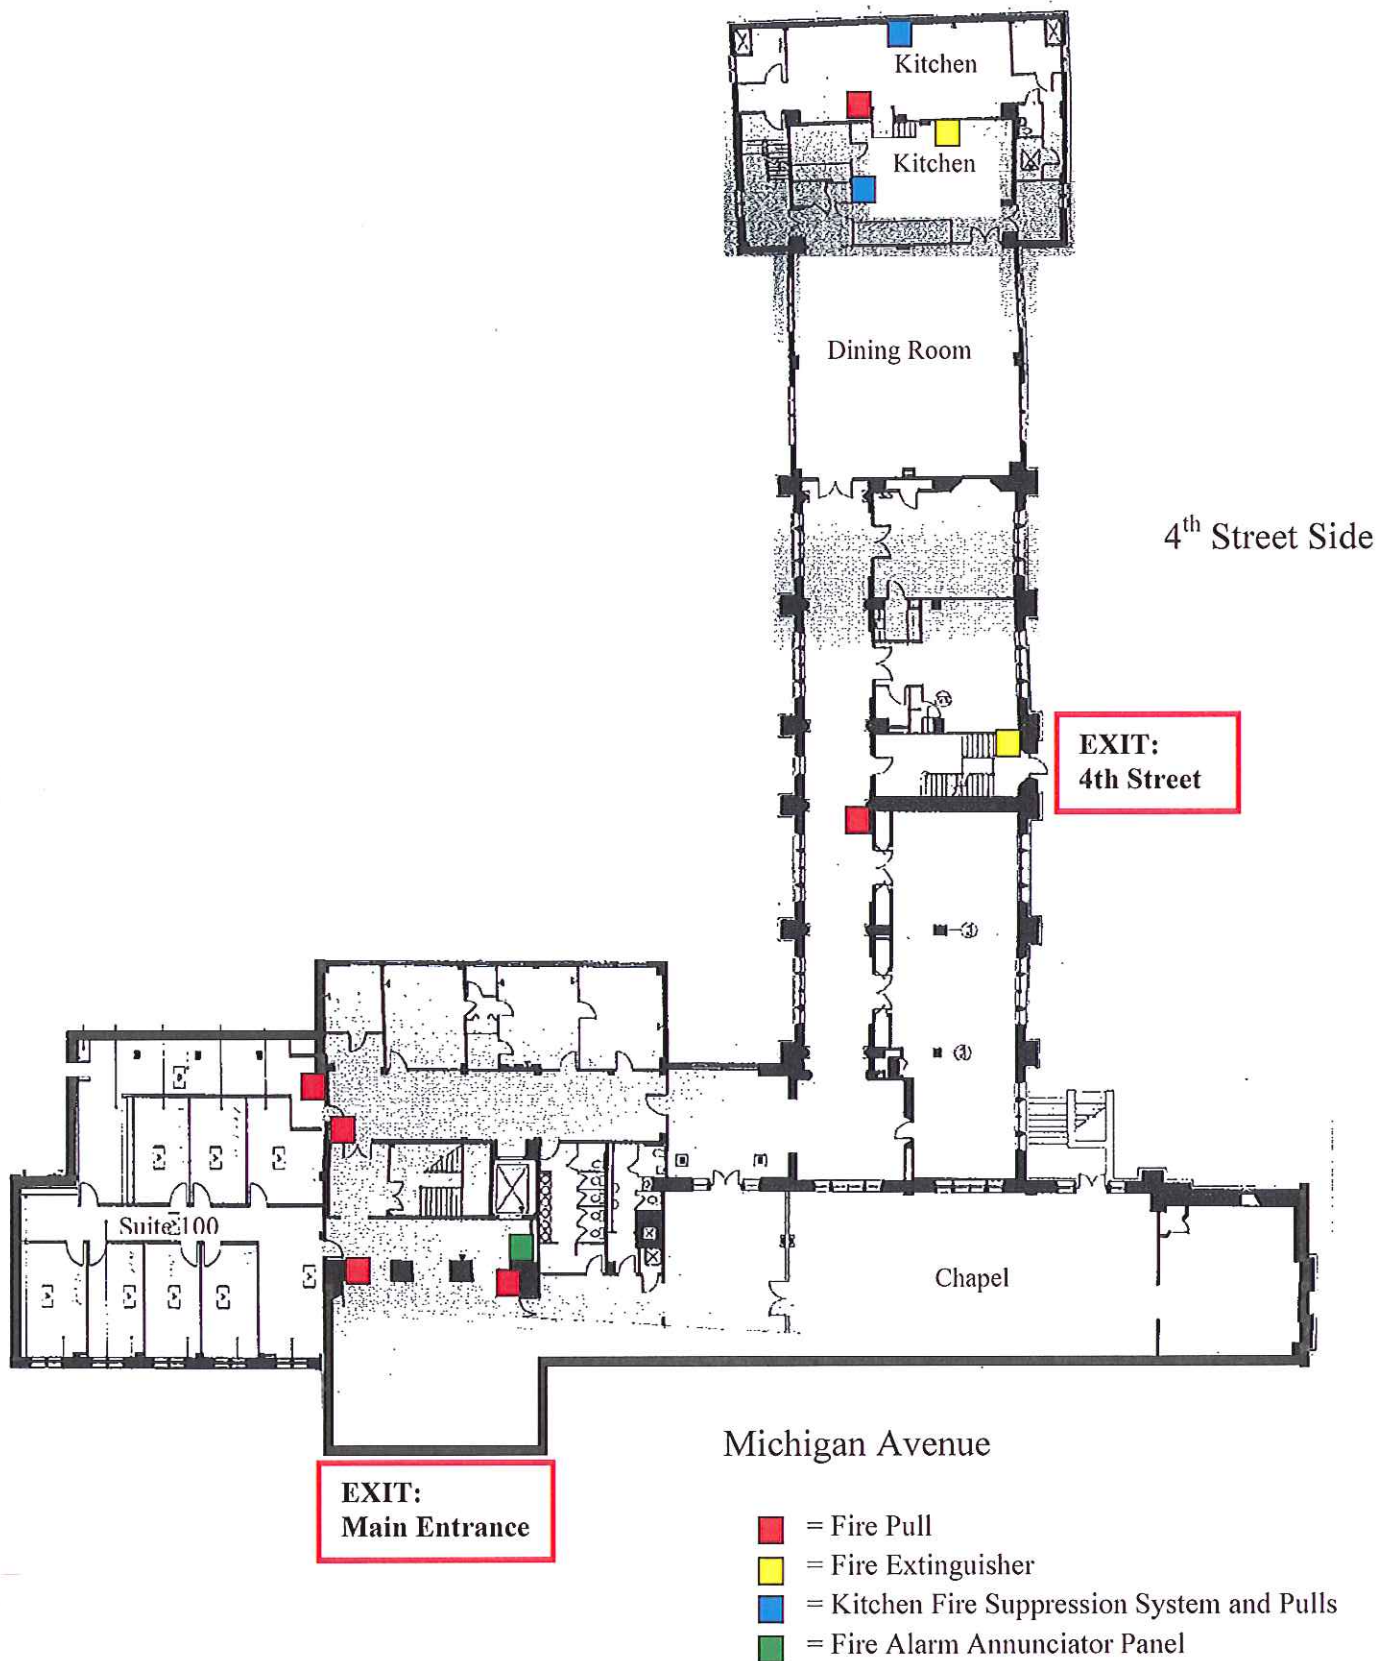 Kitchen
Kitchen
Dining Room
4th Street Side
EXIT:
4th Street
Suite 100
Chapel
Michigan Avenue
EXIT:
Main Entrance
= Fire Pull
= Fire Extinguisher
= Kitchen Fire Suppression System and Pulls
= Fire Alarm Annunciator Panel